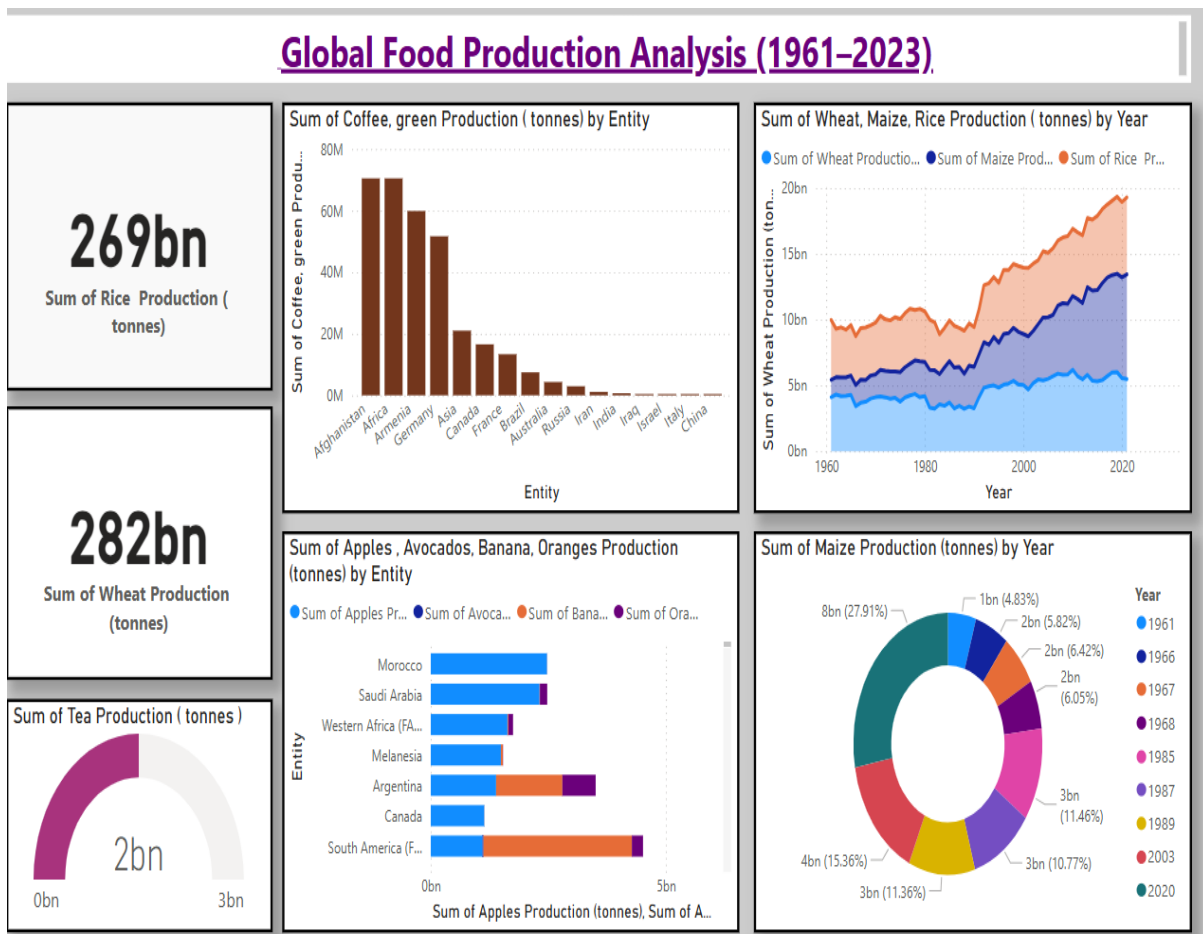 Global Food Production Analysis (1961–2023)
269bn
Sum of Rice Production (
tonnes)
282bn
Sum of Wheat Production
(tonnes)
Sum of Tea Production ( tonnes )
2bn
0bn
3bn
Sum of Coffee, green Production ( tonnes) by Entity
Sum of Coffee, green Produ...
80M
60M
40M
20M
0M
Afghanistan
Africa
Armenia
Germany
Asia
Canada
France
Brazil
Australia
Russia
Iran
India
Iraq
Israel
Italy
China
Entity
Sum of Wheat, Maize, Rice Production ( tonnes) by Year
Sum of Wheat Productio...
Sum of Maize Prod...
Sum of Rice Pr...
Sum of Wheat Production (ton...
20bn
15bn
10bn
5bn
0bn
1960
1980
2000
2020
Year
Sum of Apples , Avocados, Banana, Oranges Production
(tonnes) by Entity
Sum of Apples Pr...
Sum of Avoca...
Sum of Bana...
Sum of Ora...
Entity
Morocco
Saudi Arabia
Western Africa (FA...
Melanesia
Argentina
Canada
South America (F...
0bn
5bn
Sum of Apples Production (tonnes), Sum of A...
Sum of Maize Production (tonnes) by Year
1bn (4.83%)
2bn (5.82%)
2bn (6.42%)
2bn
(6.05%)
3bn
(11.46%)
3bn (10.77%)
3bn (11.36%)
4bn (15.36%)
8bn (27.91%)
Year
1961
1966
1967
1968
1985
1987
1989
2003
2020